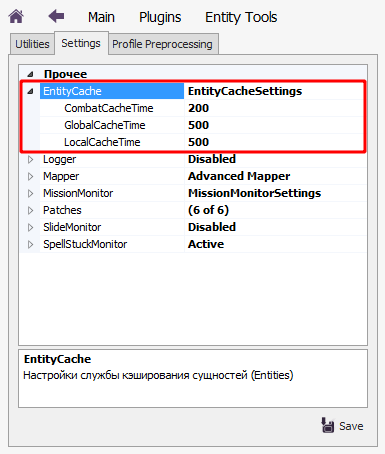 Main Plugins Entity Tools
Utilities Settings Profile Preprocessing
Прочее
EntityCache EntityCacheSettings
CombatCacheTime 200
GlobalCacheTime 500
LocalCacheTime 500
Logger Disabled
Mapper Advanced Mapper
MissionMonitor MissionMonitorSettings
Patches (6 of 6)
SlideMonitor Disabled
SpellStuckMonitor Active
EntityCache
Настройки службы кэширования сущностей (Entities)
Save